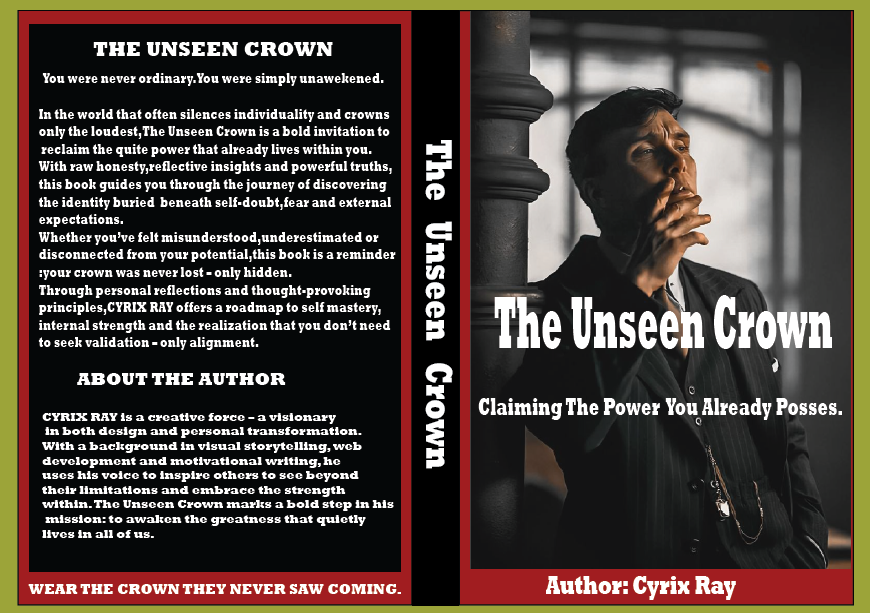 THE UNSEEN CROWN
You were never ordinary.You were simply unawekened.
In the world that often silences individuality and crowns
only the loudest,The Unseen Crown is a bold invitation to
reclaim the quite power that already lives within you.
With raw honesty,reflective insights and powerful truths,
this book guides you through the journey of discovering
the identity buried beneath self-doubt,fear and external
expectations.
Whether you've felt misunderstood,underestimated or
disconnected from your potential,this book is a reminder
:your crown was never lost – only hidden.
Through personal reflections and thought-provoking
principles,CYRIX RAY offers a roadmap to self mastery,
internal strength and the realization that you don't need
to seek validation – only alignment.
ABOUT THE AUTHOR
CYRIX RAY is a creative force – a visionary
in both design and personal transformation.
With a background in visual storytelling, web
development and motivational writing, he
uses his voice to inspire others to see beyond
their limitations and embrace the strength
within.The Unseen Crown marks a bold step in his
mission: to awaken the greatness that quietly
lives in all of us.
WEAR THE CROWN THEY NEVER SAW COMING.
The Unseen Crown
The Unseen Crown
Claiming The Power You Already Posses.
Author: Cyrix Ray